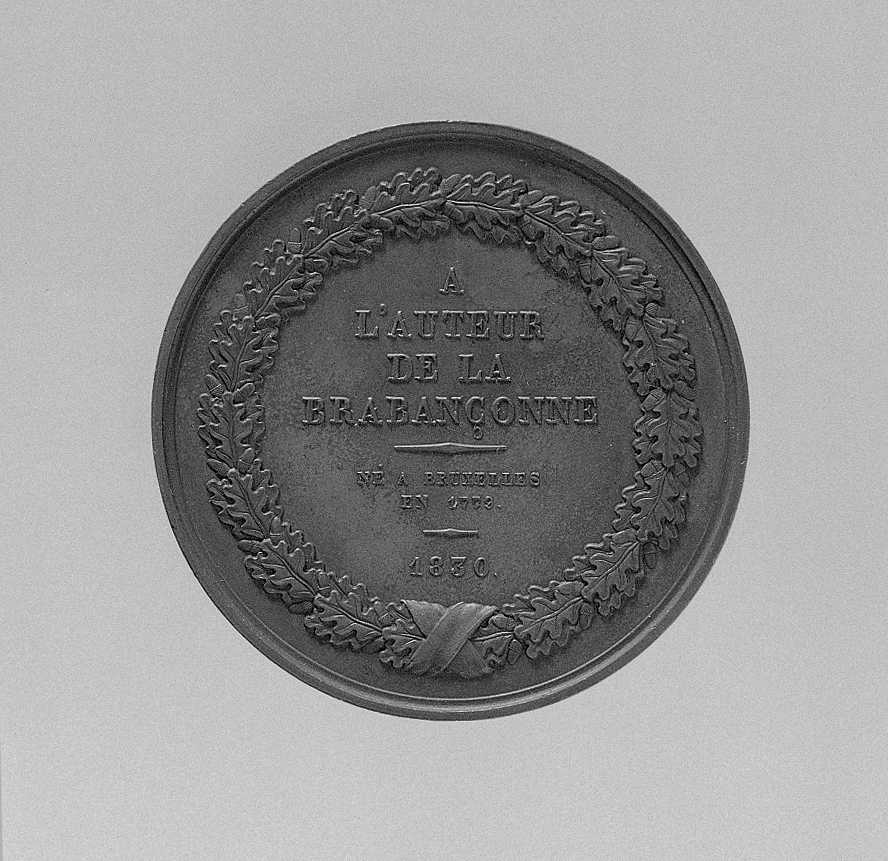 A
L'AUTEUR
DE LA
BRABANÇONNE
NÉ A BRUXELLES
EN 1779.
1830.